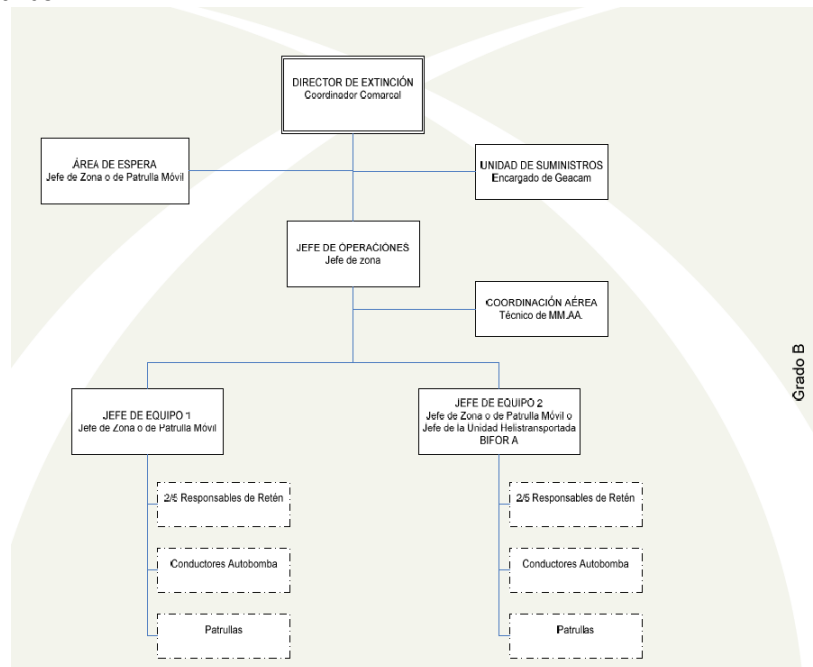 DIRECTOR DE EXTINCIÓN
Coordinador Comarcal
ÁREA DE ESPERA
Jefe de Zona o de Patrulla Móvil
UNIDAD DE SUMINISTROS
Encargado de Geacam
JEFE DE OPERACIÓNES
Jefe de zona
COORDINACIÓN AÉREA
Técnico de MM.AA.
Grado B
JEFE DE EQUIPO 1
Jefe de Zona o de Patrulla Móvil
JEFE DE EQUIPO 2
Jefe de Zona o de Patrulla Móvil o
Jefe de la Unidad Helistransportada
BIFOR A
2/5 Responsables de Retén
Conductores Autobomba
Patrullas
2/5 Responsables de Retén
Conductores Autobomba
Patrullas